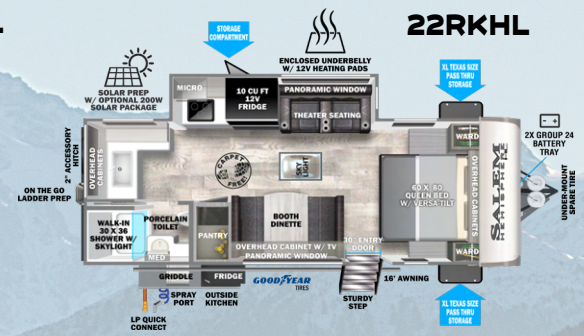 L
22RKHL
STORAGE
COMPARTMENT
ENCLOSED UNDERBELLY
W/ 12V HEATING PADS
XL TEXAS SIZE
PASS THRU
STORAGE
SOLAR PREP
W/ OPTIONAL 200W
SOLAR PACKAGE
MICRO
10 CU FT
12V
FRIDGE
PANORAMIC WINDOW
THEATER SEATING
2" ACCESSORY
HITCH
OVERHEAD
CABINETS
CARPET
FREE!
SKY
LIGHT
WARD
2X GROUP 24
BATTERY
TRAY
60 X 80
QUEEN BED
W/ VERSA-TILT
OVERHEAD CABINETS
SALEM
UNDER-MOUNT
SPARE TIRE
ON THE GO
LADDER PREP
WALK-IN
30 X 36
SHOWER W/
SKYLIGHT
PORCELAIN
TOILET
MED
PANTRY
BOOTH
DINETTE
OVERHEAD CABINET W/ TV
PANORAMIC WINDOW
30" ENTRY
DOOR
WARD
GRIDDLE
FRIDGE
GOODYEAR
TIRES
16' AWNING
SPRAY
PORT
OUTSIDE
KITCHEN
STURDY
STEP
LP QUICK
CONNECT
XL TEXAS SIZE
PASS THRU
STORAGE